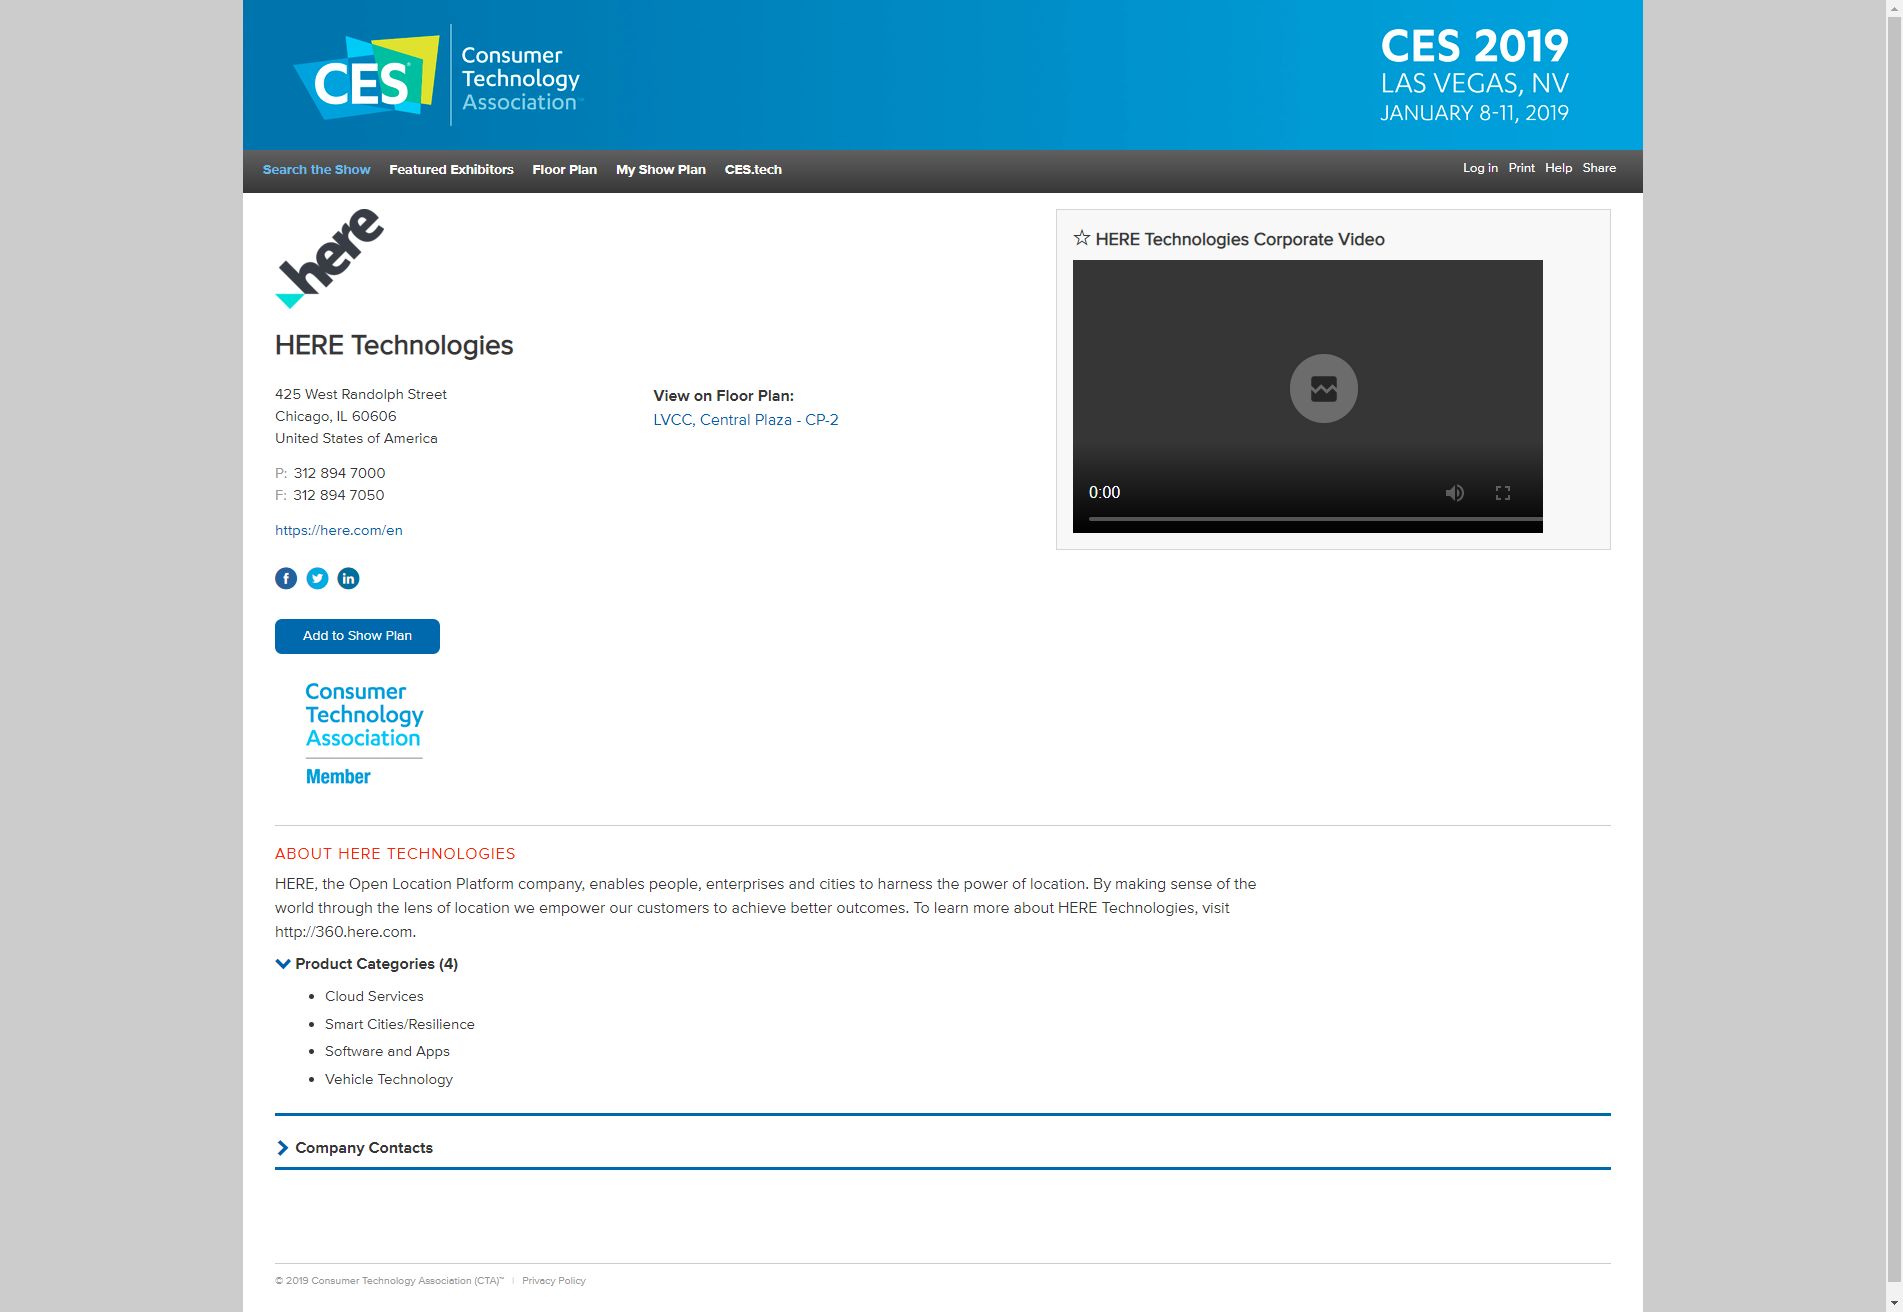 CES®
Consumer
Technology
Association™
CES 2019
LAS VEGAS, NV
JANUARY 8-11, 2019
Search the Show Featured Exhibitors Floor Plan My Show Plan CES.tech
Log in Print Help Share
here
HERE Technologies
425 West Randolph Street
Chicago, IL 60606
United States of America
P: 312 894 7000
F: 312 894 7050
https://here.com/en
f
in
Add to Show Plan
Consumer
Technology
Association
Member
View on Floor Plan:
LVCC, Central Plaza - CP-2
☆ HERE Technologies Corporate Video
0:00
ABOUT HERE TECHNOLOGIES
HERE, the Open Location Platform company, enables people, enterprises and cities to harness the power of location. By making sense of the
world through the lens of location we empower our customers to achieve better outcomes. To learn more about HERE Technologies, visit
http://360.here.com.
Product Categories (4)
• Cloud Services
• Smart Cities/Resilience
• Software and Apps
• Vehicle Technology
Company Contacts
© 2019 Consumer Technology Association (CTA)™ | Privacy Policy